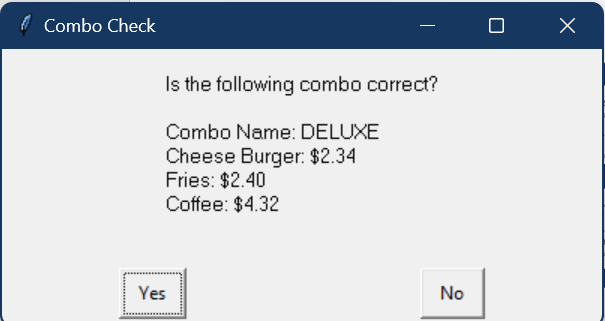 Combo Check
Is the following combo correct?
Combo Name: DELUXE
Cheese Burger: $2.34
Fries: $2.40
Coffee: $4.32
Yes No